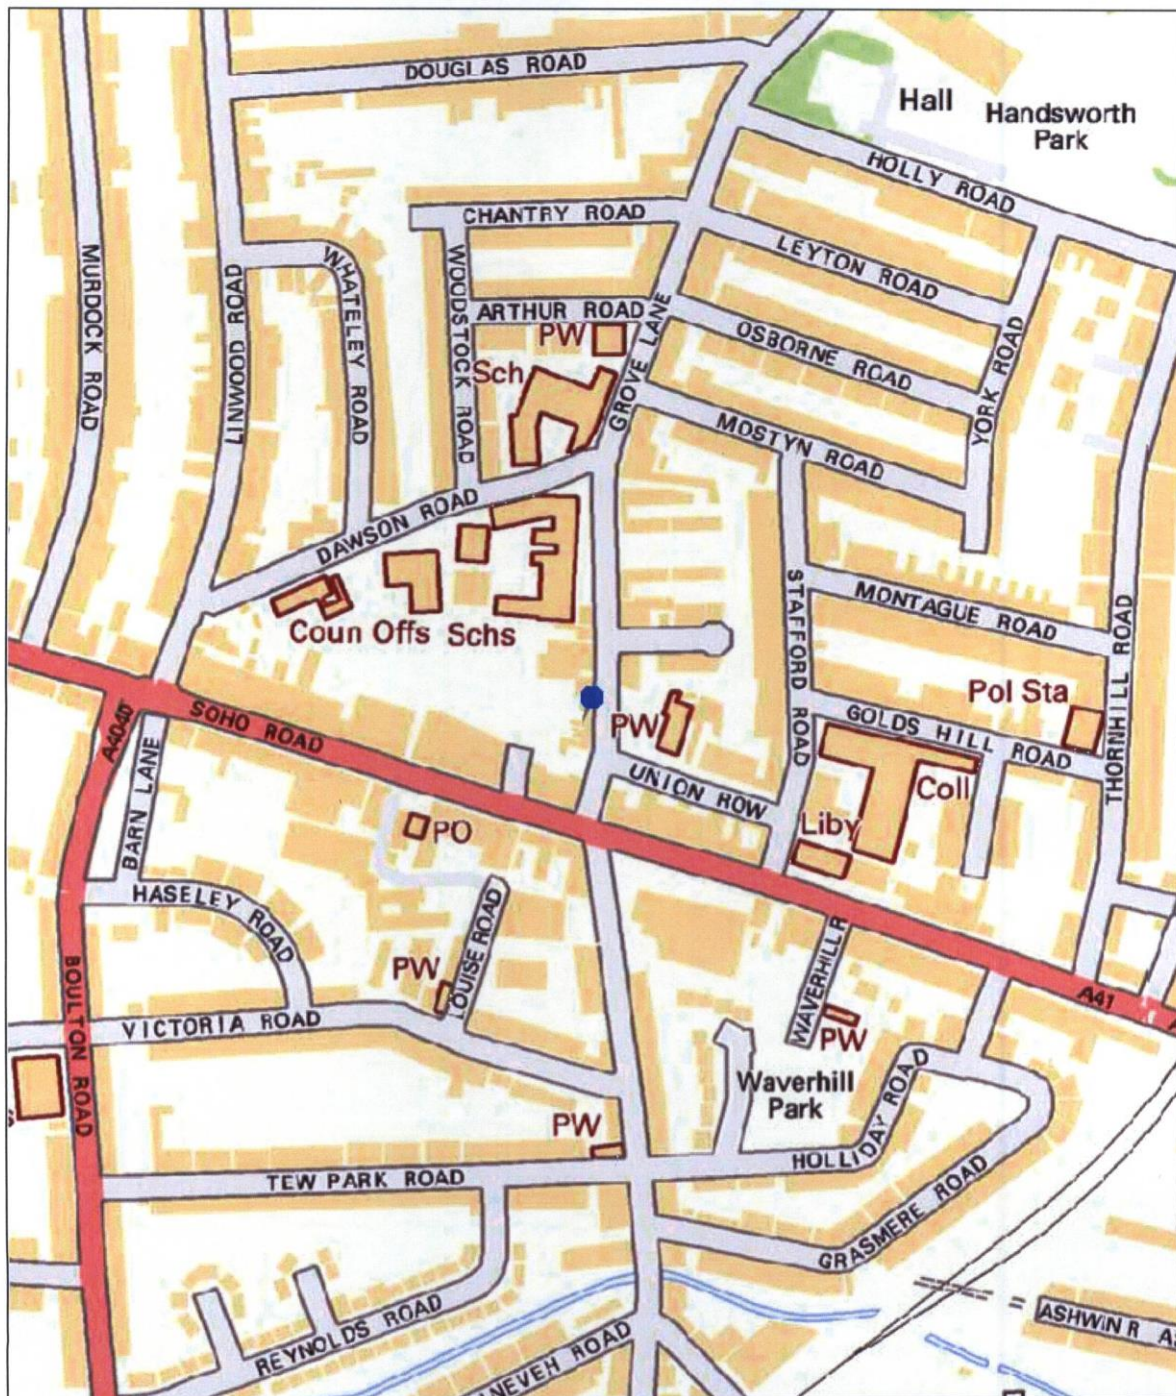 DOUGLAS ROAD
Hall
Handsworth
Park
HOLLY ROAD
CHANTRY ROAD
LEYTON ROAD
MURDOCK ROAD
LINWOOD ROAD
WHATELEY ROAD
WOODSTOCK ROAD
ARTHUR ROAD
PW
GROVE LANE
OSBORNE ROAD
YORK ROAD
Sch
MOSTYN ROAD
DAWSON ROAD
STAFFORD ROAD
MONTAGUE ROAD
THORNHILL ROAD
Coun Offs
Schs
Pol Sta
A4040
SOHO ROAD
PW
GOLDS HILL ROAD
UNION ROW
Coll
BARN LANE
PO
Liby
HASELEY ROAD
LOUISE ROAD
PW
WAVERHILL R
A41
BOULTON ROAD
VICTORIA ROAD
PW
Waverhill
Park
HOLLIDAY ROAD
PW
TEW PARK ROAD
GRASMERE ROAD
REYNOLDS ROAD
NEVEH ROAD
ASHWIN R